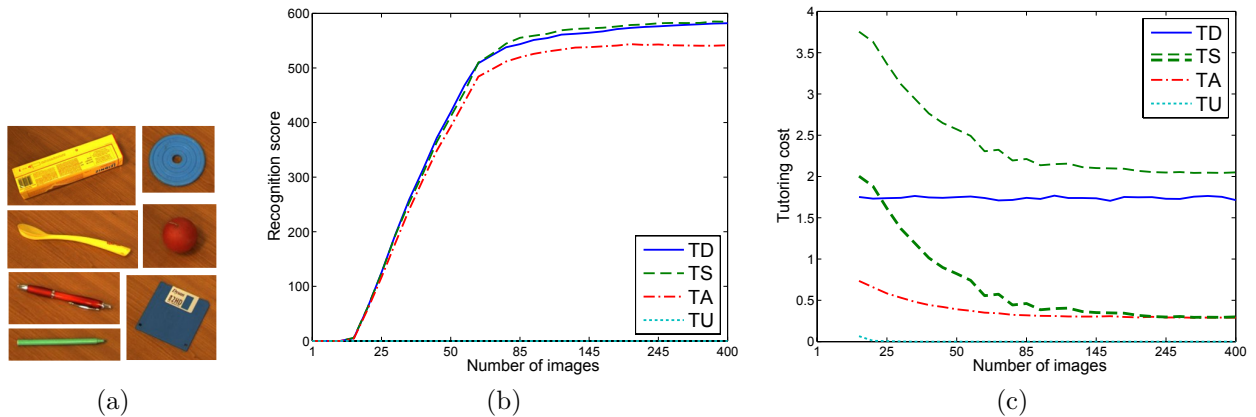 Recognition score
600
500
400
300
200
100
0
1 25 50 85 145 245 400
Number of images
TD
TS
TA
TU
Tutoring cost
4
3.5
3
2.5
2
1.5
1
0.5
0
1 25 50 85 145 245 400
Number of images
TD
TS
TA
TU
(a) (b) (c)